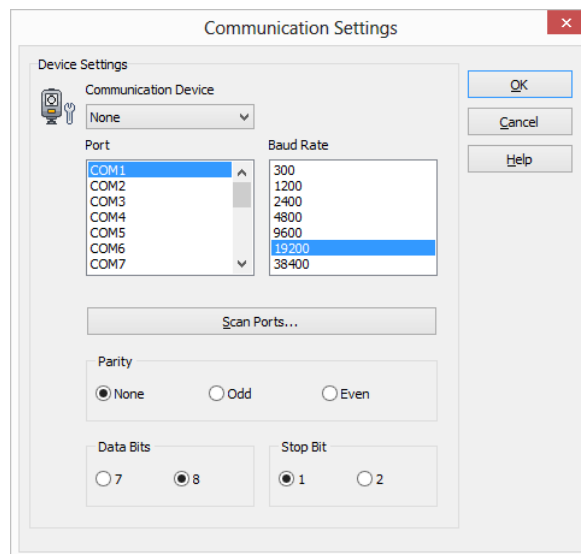 Communication Settings
Device Settings
Communication Device
None
Port
Baud Rate
COM1
COM2
COM3
COM4
COM5
COM6
COM7
300
1200
2400
4800
9600
19200
38400
Scan Ports...
Parity
None
Odd
Even
Data Bits
7
8
Stop Bit
1
2
OK
Cancel
Help